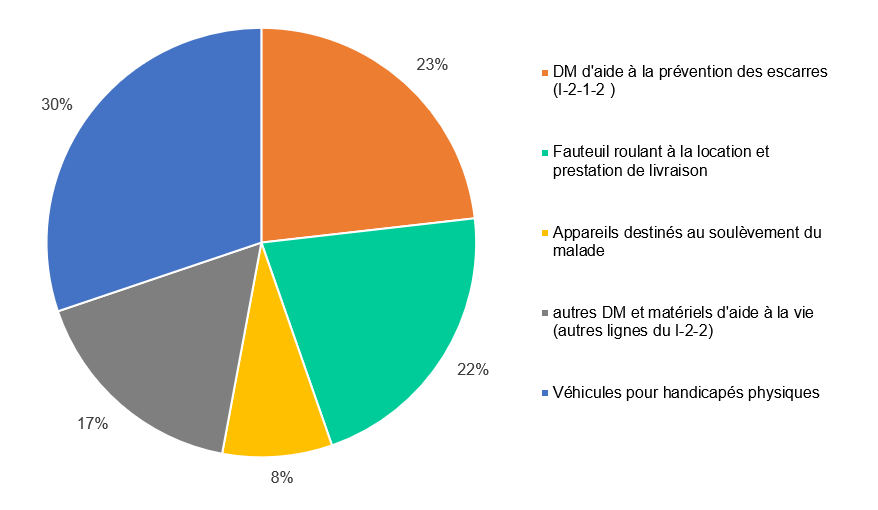 23%
30%
22%
17%
8%
DM d'aide à la prévention des escarres
(I-2-1-2 )
Fauteuil roulant à la location et
prestation de livraison
Appareils destinés au soulèvement du
malade
autres DM et matériels d'aide à la vie
(autres lignes du I-2-2)
Véhicules pour handicapés physiques